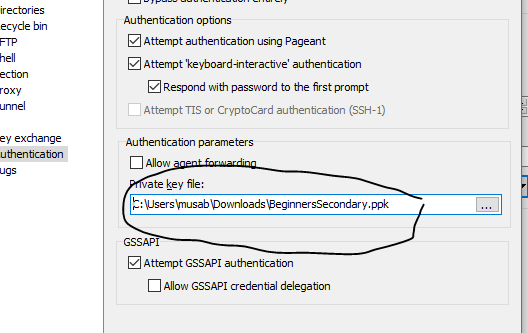 Bypass authentication entirely
irectories
ecycle bin
FTP
hell
ection
roxy
unnel
ey exchange
uthentication
ugs
Authentication options
Attempt authentication using Pageant
Attempt 'keyboard-interactive' authentication
Respond with password to the first prompt
Attempt TIS or CryptoCard authentication (SSH-1)
Authentication parameters
Allow agent forwarding
Private key file:
C:\Users\musab\Downloads\BeginnersSecondary.ppk
...
GSSAPI
Attempt GSSAPI authentication
Allow GSSAPI credential delegation